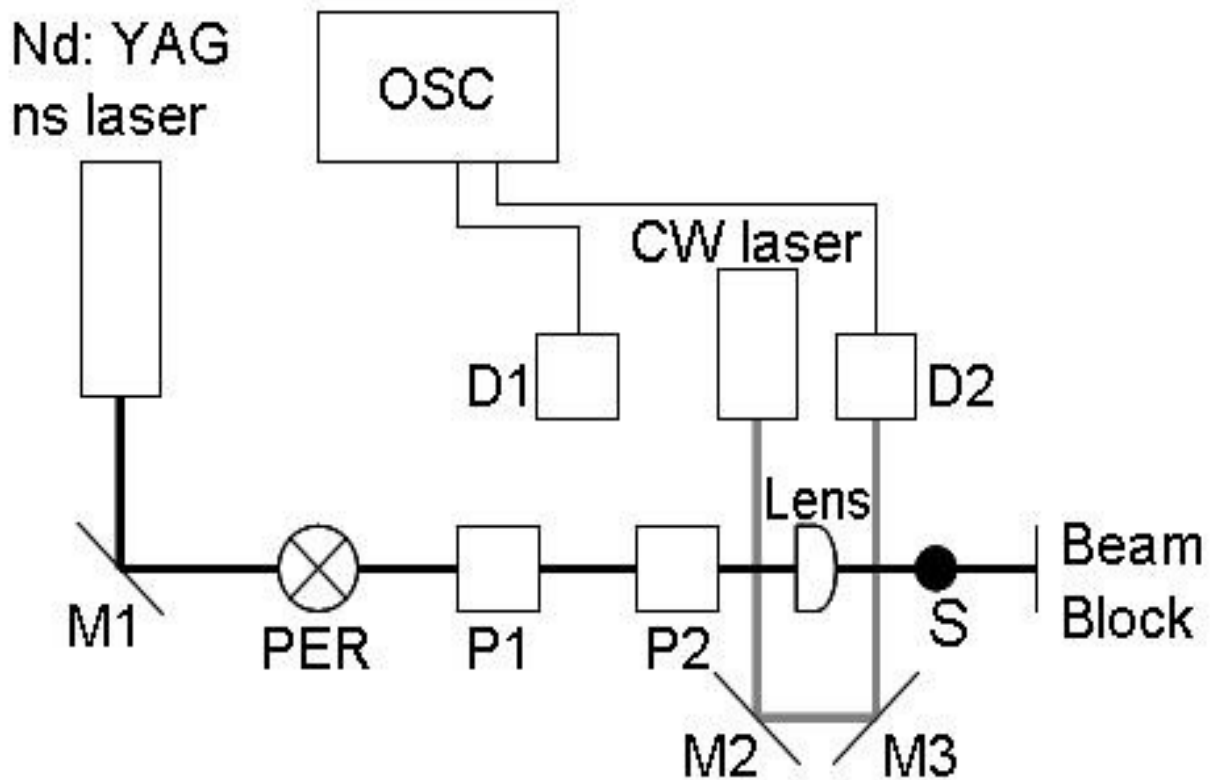 Nd: YAG
ns laser
OSC
CW laser
D1
D2
Lens
Beam
Block
M1
PER
P1
P2
S
M2
M3